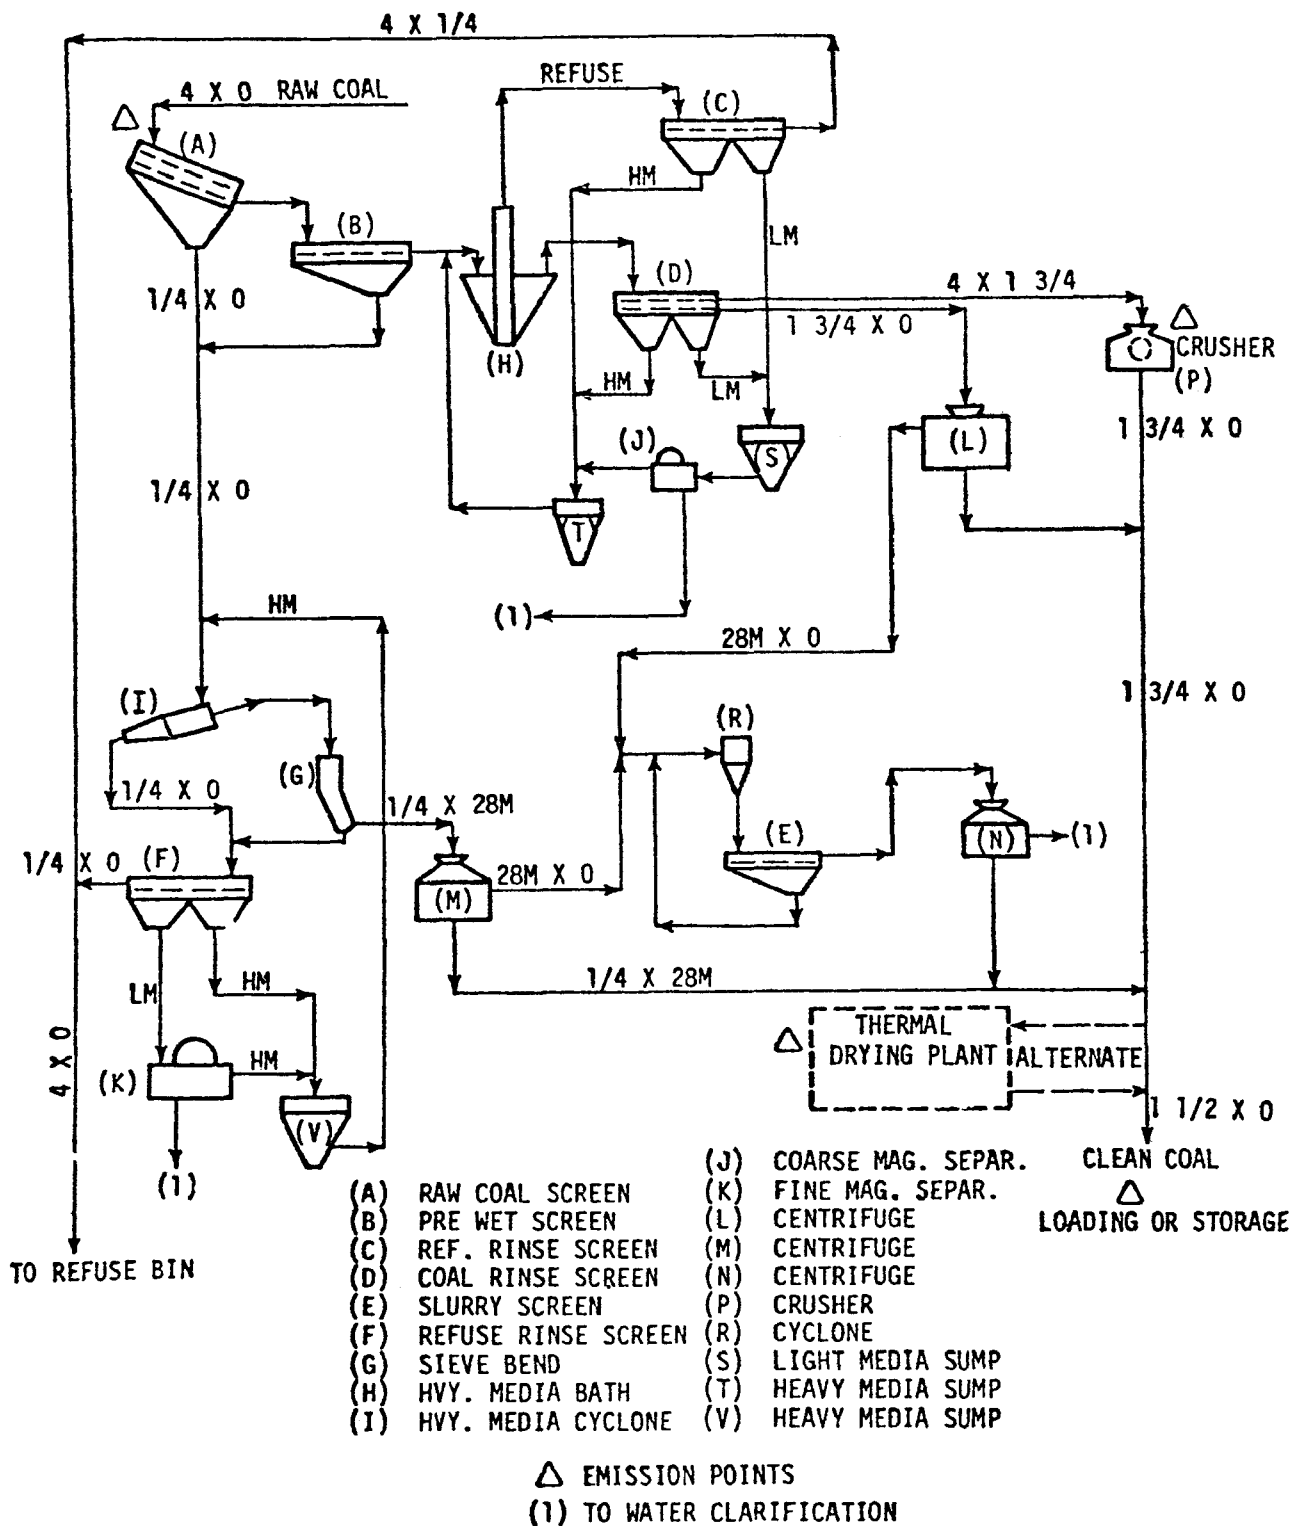 4 X 1/4
REFUSE
4 X 0 RAW COAL
(C)
(A)
HM
(B)
LM
(D)
4 X 1 3/4
1/4 X 0
1 3/4 X 0
CRUSHER
(H)
(P)
HM
LM
1 3/4 X 0
(J)
(L)
(S)
1/4 X 0
(T)
HM
(1)
28M X 0
1 3/4 X 0
(I)
(R)
(G)
1/4 X 0
1/4 X 28M
(E)
(N)
(1)
1/4 X 0
(F)
28M X 0
(M)
1/4 X 28M
LM
HM
THERMAL
DRYING PLANT
ALTERNATE
4 X 0
HM
(K)
1 1/2 X 0
(V)
(1)
CLEAN COAL
LOADING OR STORAGE
TO REFUSE BIN
(A) RAW COAL SCREEN
(B) PRE WET SCREEN
(C) REF. RINSE SCREEN
(D) COAL RINSE SCREEN
(E) SLURRY SCREEN
(F) REFUSE RINSE SCREEN
(G) SIEVE BEND
(H) HVY. MEDIA BATH
(I) HVY. MEDIA CYCLONE
(J) COARSE MAG. SEPAR.
(K) FINE MAG. SEPAR.
(L) CENTRIFUGE
(M) CENTRIFUGE
(N) CENTRIFUGE
(P) CRUSHER
(R) CYCLONE
(S) LIGHT MEDIA SUMP
(T) HEAVY MEDIA SUMP
(V) HEAVY MEDIA SUMP
△ EMISSION POINTS
(1) TO WATER CLARIFICATION